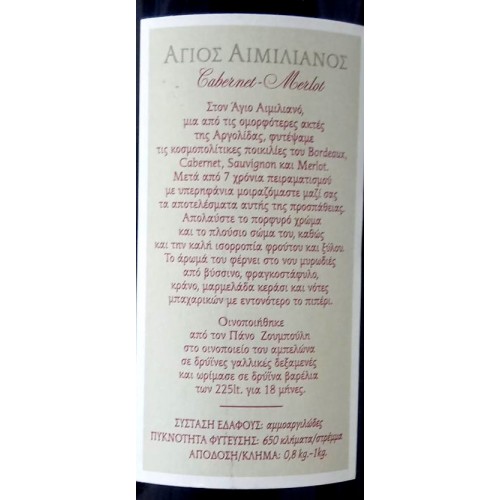 ΑΓΙΟΣ ΑΙΜΙΛΙΑΝΟΣ
Cabernet-Merlot
Στον Άγιο Αιμιλιανό,
μια από τις ομορφότερες ακτές
της Αργολίδας, φυτέψαμε
τις κοσμοπολίτικες ποικιλίες του Bordeaux,
Cabernet, Sauvignon και Merlot.
Μετά από 7 χρόνια πειραματισμού
με υπερηφάνια μοιραζόμαστε μαζί σας
τα αποτελέσματα αυτής της προσπάθειας.
Απολαύστε το πορφυρό χρώμα
και το πλούσιο σώμα του, καθώς
και την καλή ισορροπία φρούτου και ξύλου.
Το άρωμά του φέρνει στο νου μυρωδιές
από βύσσινο, φραγκοστάφυλο,
κράνο, μαρμελάδα κεράσι και νότες
μπαχαρικών με εντονότερο το πιπέρι.
Οινοποιήθηκε
από τον Πάνο Ζουμπούλη
στο οινοποιείο του αμπελώνα
σε δρύϊνες γαλλικές δεξαμενές
και ωρίμασε σε δρύϊνα βαρέλια
των 225lt. για 18 μήνες.
ΣΥΣΤΑΣΗ ΕΔΑΦΟΥΣ: αμμοαργιλώδες
ΠΥΚΝΟΤΗΤΑ ΦΥΤΕΥΣΗΣ: 650 κλήματα/στρέμμα
ΑΠΟΔΟΣΗ/ΚΛΗΜΑ: 0,8 kg.-1kg.